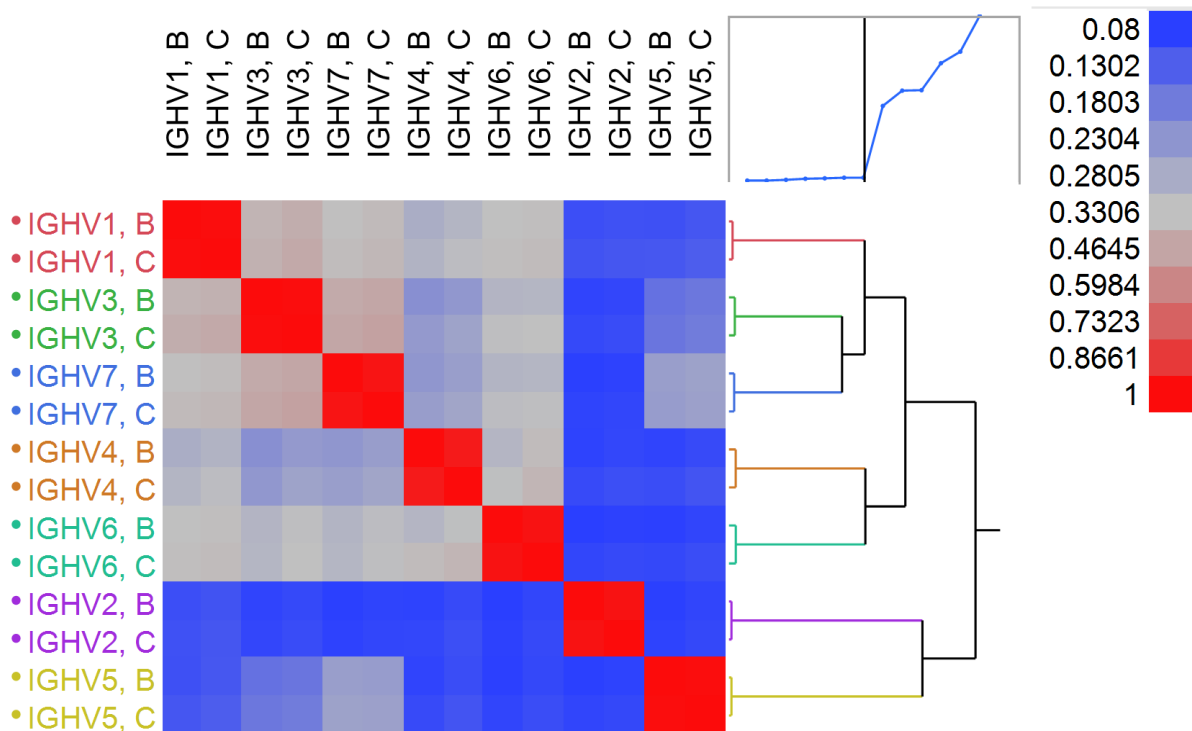 IGHV1, B
IGHV1, C
IGHV3, B
IGHV3, C
IGHV7, B
IGHV7, C
IGHV4, B
IGHV4, C
IGHV6, B
IGHV6, C
IGHV2, B
IGHV2, C
IGHV5, B
IGHV5, C
0.08
0.1302
0.1803
0.2304
0.2805
0.3306
0.4645
0.5984
0.7323
0.8661
1
IGHV1, B
IGHV1, C
IGHV3, B
IGHV3, C
IGHV7, B
IGHV7, C
IGHV4, B
IGHV4, C
IGHV6, B
IGHV6, C
IGHV2, B
IGHV2, C
IGHV5, B
IGHV5, C